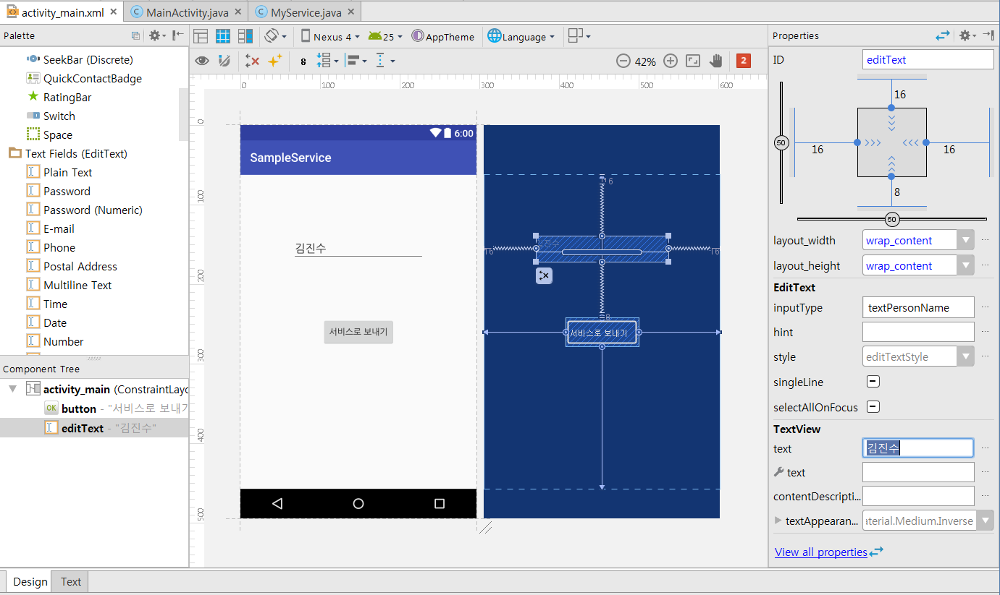 activity_main.xml MainActivity.java MyService.java
Palette
SeekBar (Discrete)
QuickContactBadge
RatingBar
Switch
Space
Text Fields (EditText)
Plain Text
Password
Password (Numeric)
E-mail
Phone
Postal Address
Multiline Text
Time
Date
Number
Component Tree
activity_main (ConstraintLayo
OK button - "서비스로 보내기
editText - "김진수"
Nexus 4 25 AppTheme Language
8 42% 2
0 100 200 300 400 500 600
0
100
200
300
400
500
6:00
SampleService
김진수
서비스로 보내기
16
김진수
16 16
8
서비스로 보내기
Properties
ID editText
16
50
16 16
8
50
layout_width wrap_content
layout_height wrap_content
EditText
inputType textPersonName
hint
style editTextStyle
singleLine
selectAllOnFocus
TextView
text 김진수
text
contentDescripti...
textAppearan... aterial.Medium.Inverse
View all properties
Design Text